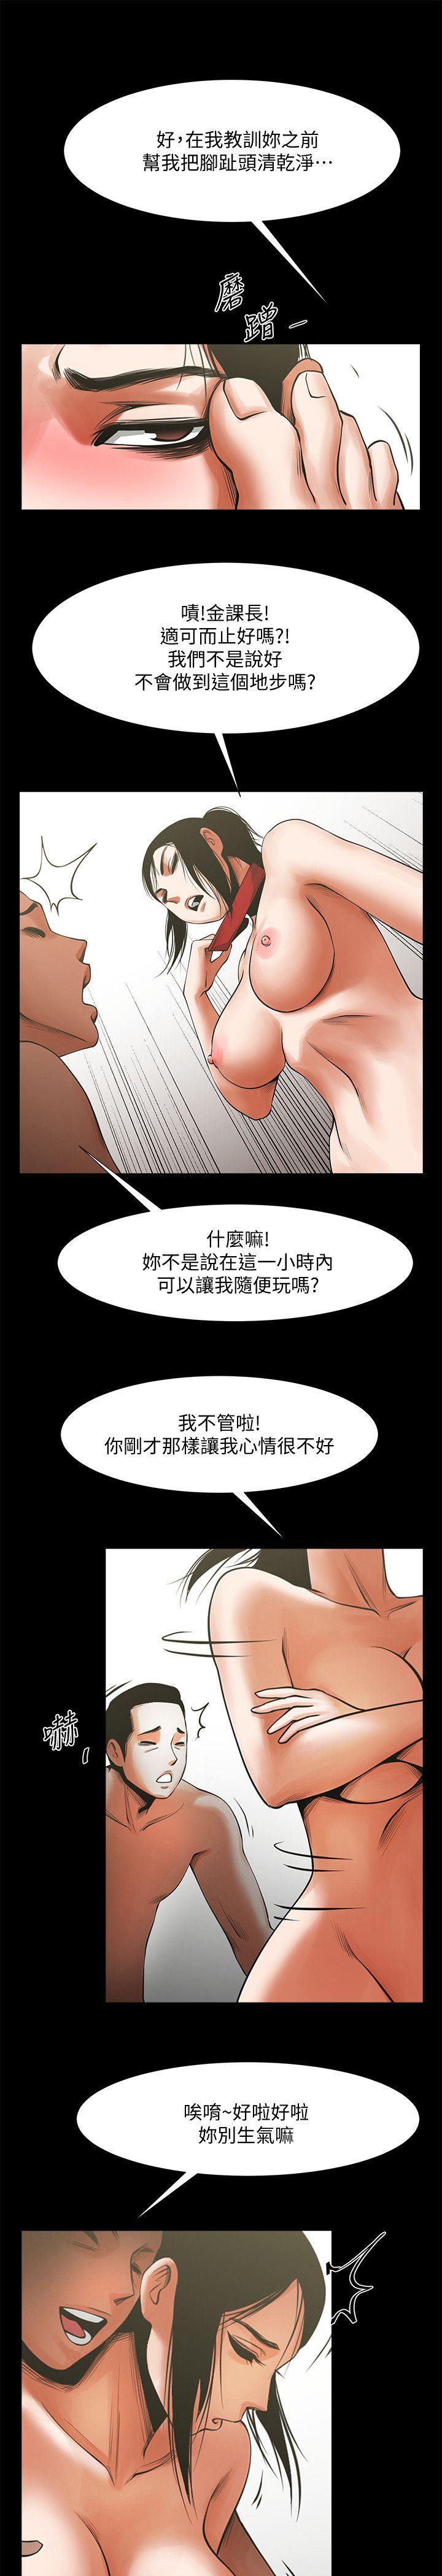 好,在我教訓妳之前
幫我把腳趾頭清乾淨…
磨
蹭
嘖!金課長!
適可而止好嗎?!
我們不是說好
不會做到這個地步嗎?
什麼嘛!
妳不是說在這一小時內
可以讓我隨便玩嗎?
我不管啦!
你剛才那樣讓我心情很不好
嚇
唉唷~好啦好啦
妳別生氣嘛